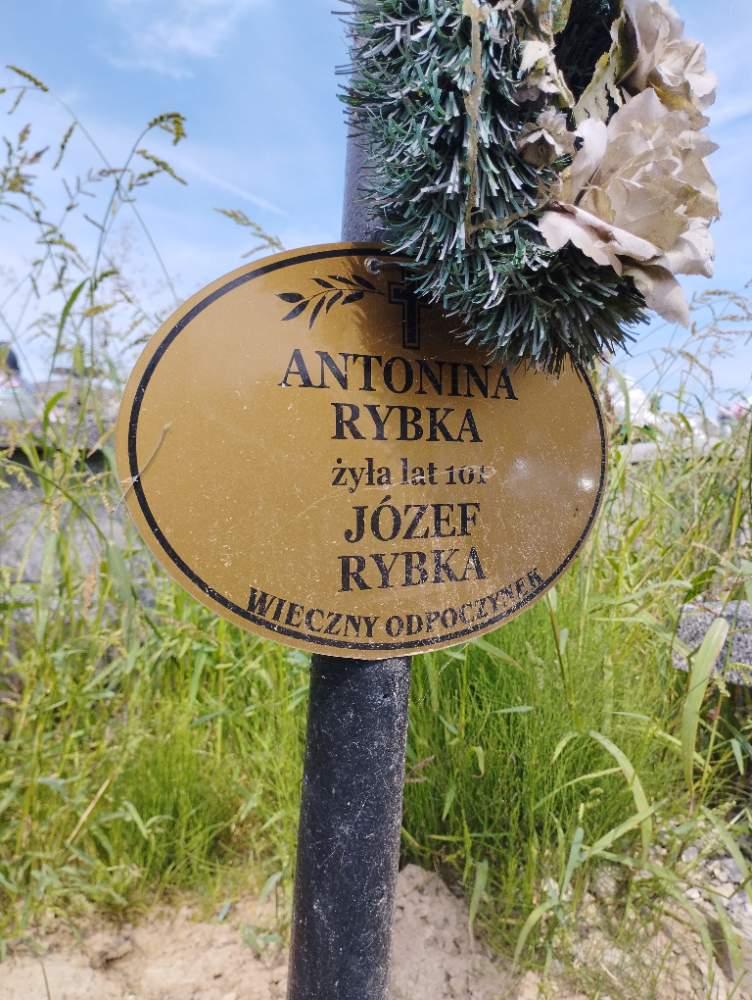 ANTONINA
RYBKA
żyła lat 101
JÓZEF
RYBKA
WIECZNY ODPOCZYNEK